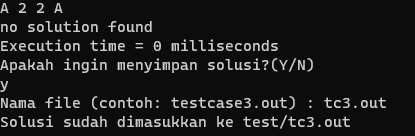 A 2 2 A
no solution found
Execution time = 0 milliseconds
Apakah ingin menyimpan solusi?(Y/N)
y
Nama file (contoh: testcase3.out) : tc3.out
Solusi sudah dimasukkan ke test/tc3.out